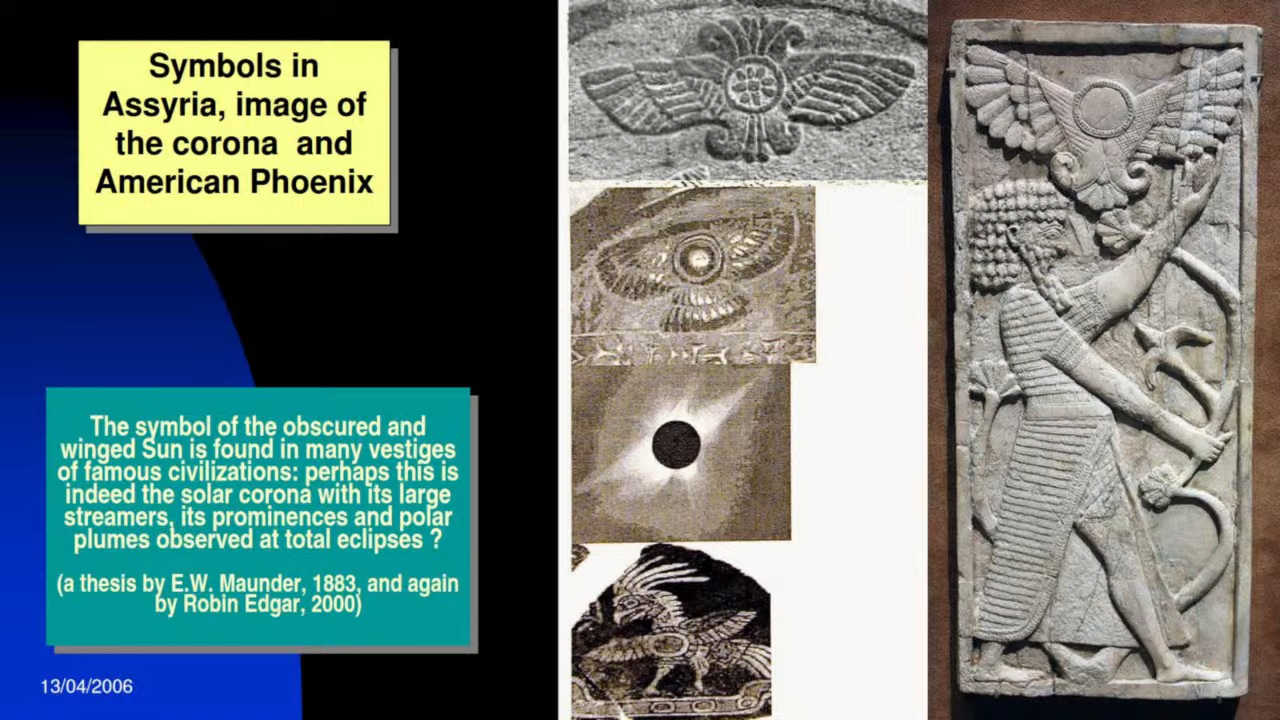 Symbols in
Assyria, image of
the corona and
American Phoenix
The symbol of the obscured and
winged Sun is found in many vestiges
of famous civilizations: perhaps this is
indeed the solar corona with its large
streamers, its prominences and polar
plumes observed at total eclipses ?
(a thesis by E.W. Maunder, 1883, and again
by Robin Edgar, 2000)
13/04/2006